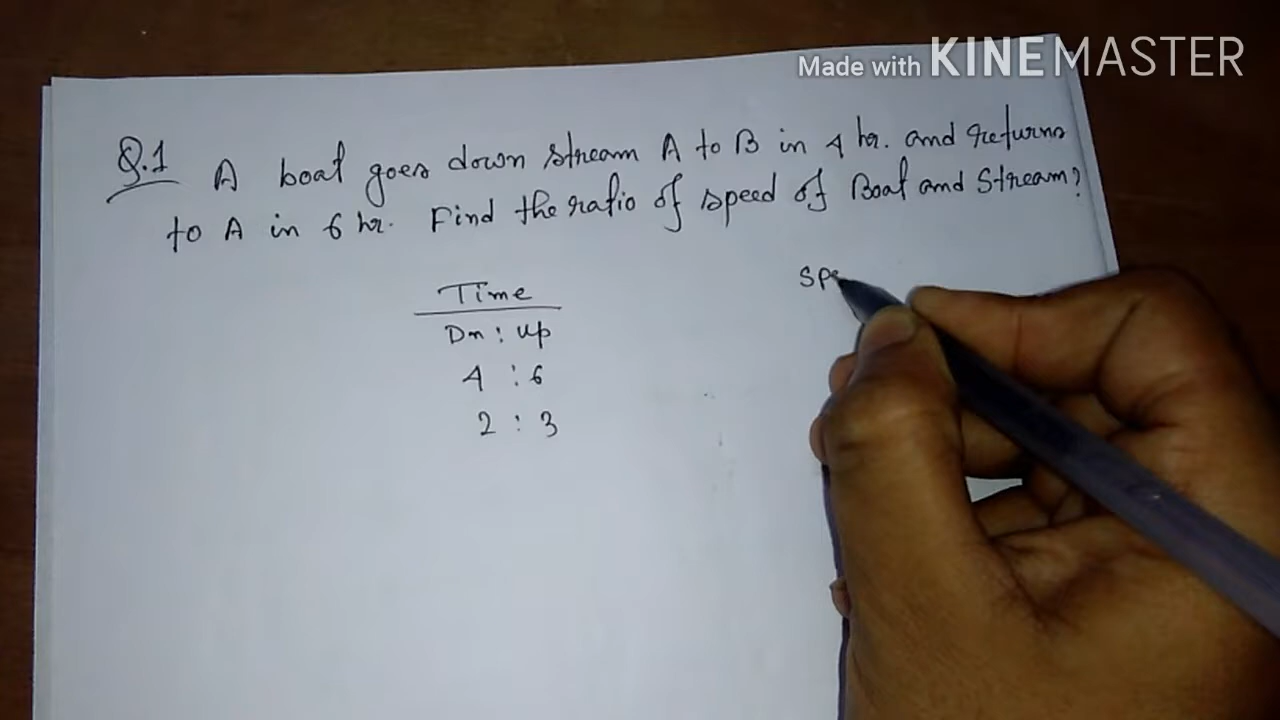 Made with KINEMASTER
Q.1 A boat goes down stream A to B in 4 hr. and returns
to A in 6 hr. Find the ratio of speed of Boat and Stream?
Time
Dn : up
4 : 6
2 : 3